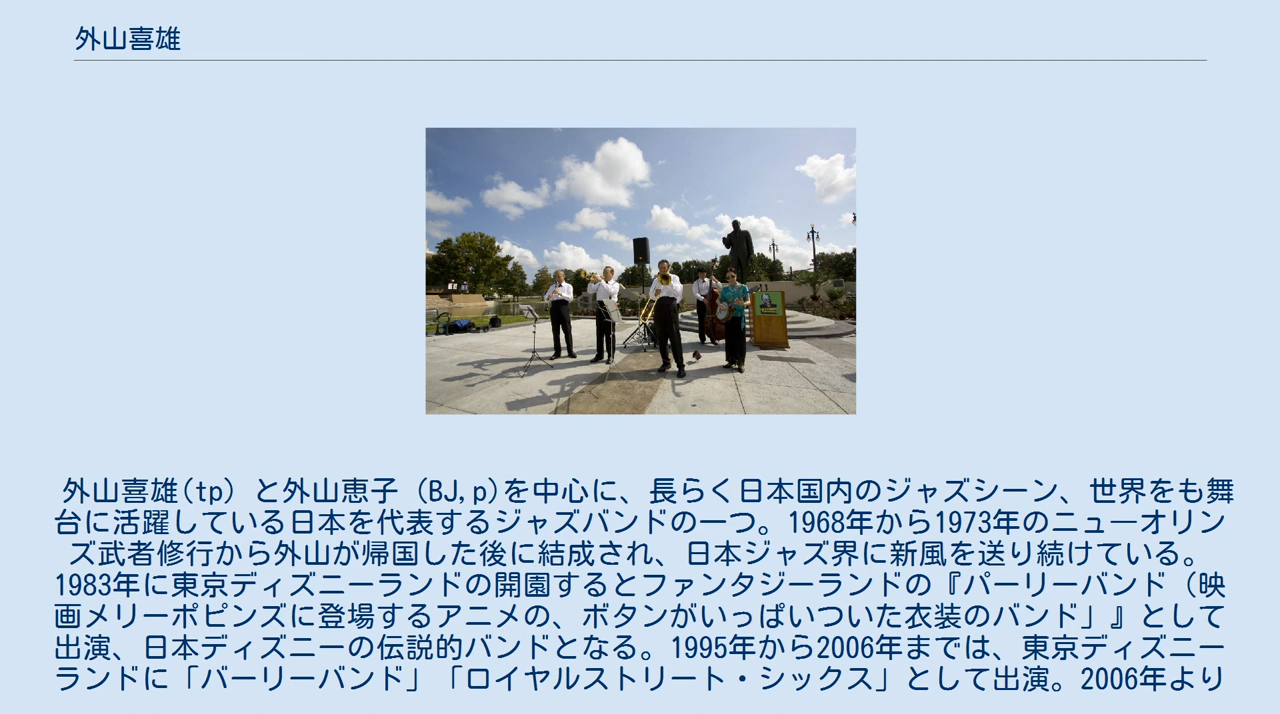 外山喜雄
外山喜雄(tp) と外山恵子 (BJ,p)を中心に、長らく日本国内のジャズシーン、世界をも舞
台に活躍している日本を代表するジャズバンドの一つ。1968年から1973年のニュ―オリン
ズ武者修行から外山が帰国した後に結成され、日本ジャズ界に新風を送り続けている。
1983年に東京ディズニーランドの開園するとファンタジーランドの『パーリーバンド（映
画メリーポピンズに登場するアニメの、ボタンがいっぱいついた衣装のバンド」』として
出演、日本ディズニーの伝説的バンドとなる。1995年から2006年までは、東京ディズニー
ランドに「バーリーバンド」「ロイヤルストリート・シックス」として出演。2006年より